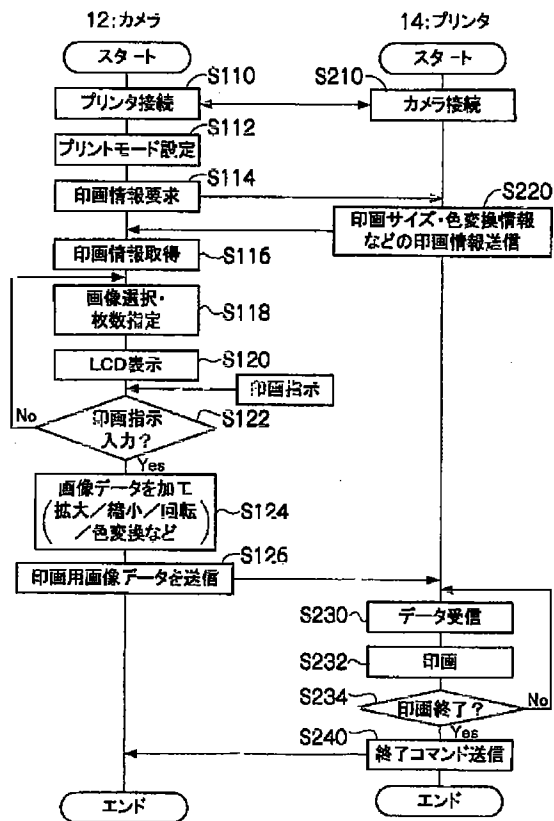 12:カメラ
14:プリンタ
スタート
スタート
S110
S210
プリンタ接続
カメラ接続
S112
プリントモード設定
S114
印画情報要求
S220
印画サイズ・色変換情報
などの印画情報送信
印画情報取得
S116
画像選択・
枚数指定
S118
LCD表示
S120
印画指示
No
印画指示
入力?
S122
Yes
画像データを加工
(拡大/縮小/回転
/色変換など)
S124
S126
印画用画像データを送信
S230
データ受信
S232
印画
S234
印画終了?
No
Yes
S240
終了コマンド送信
エンド
エンド